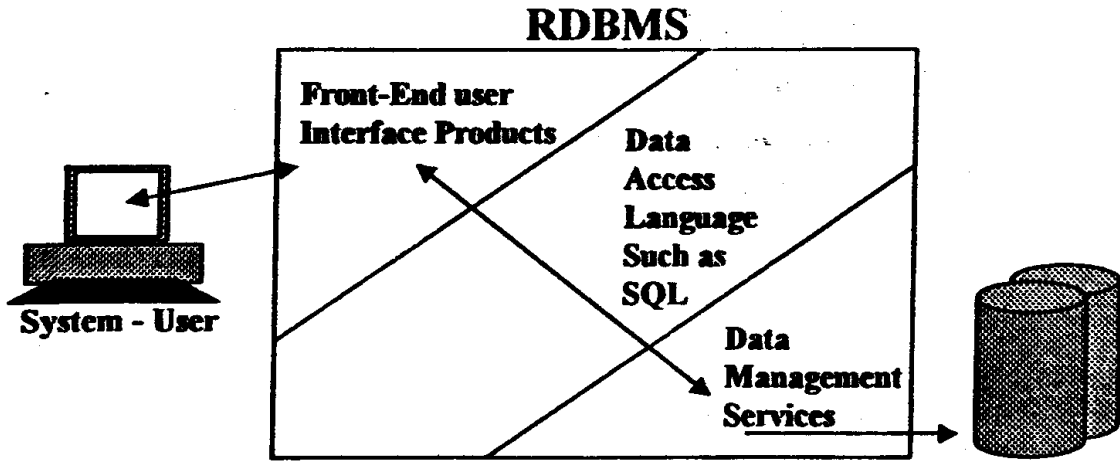 RDBMS
Front-End user
Interface Products
Data
Access
Language
Such as
SQL
System - User
Data
Management
Services